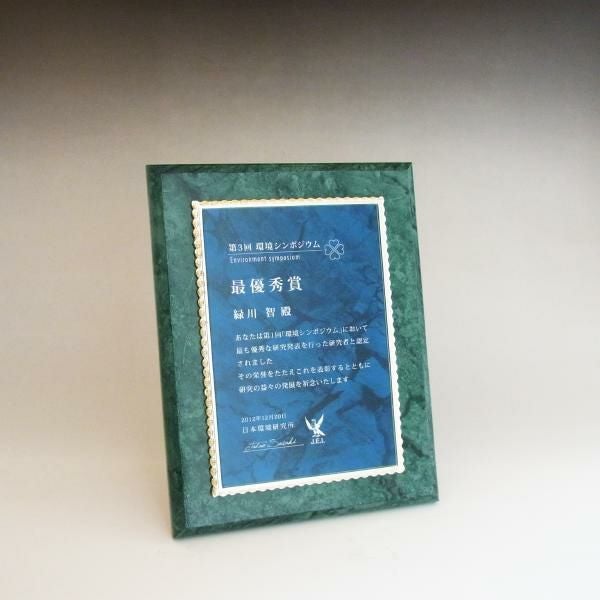 第3回 環境シンポジウム
Environment symposium
最優秀賞
緑川 智 殿
あなたは第1回「環境シンポジウム」において
最も優秀な研究発表を行った研究者と認定
されました
その栄誉をたたえこれを表彰するとともに
研究の益々の発展を祈念いたします
2012年12月20日
日本環境研究所
J.E.I.